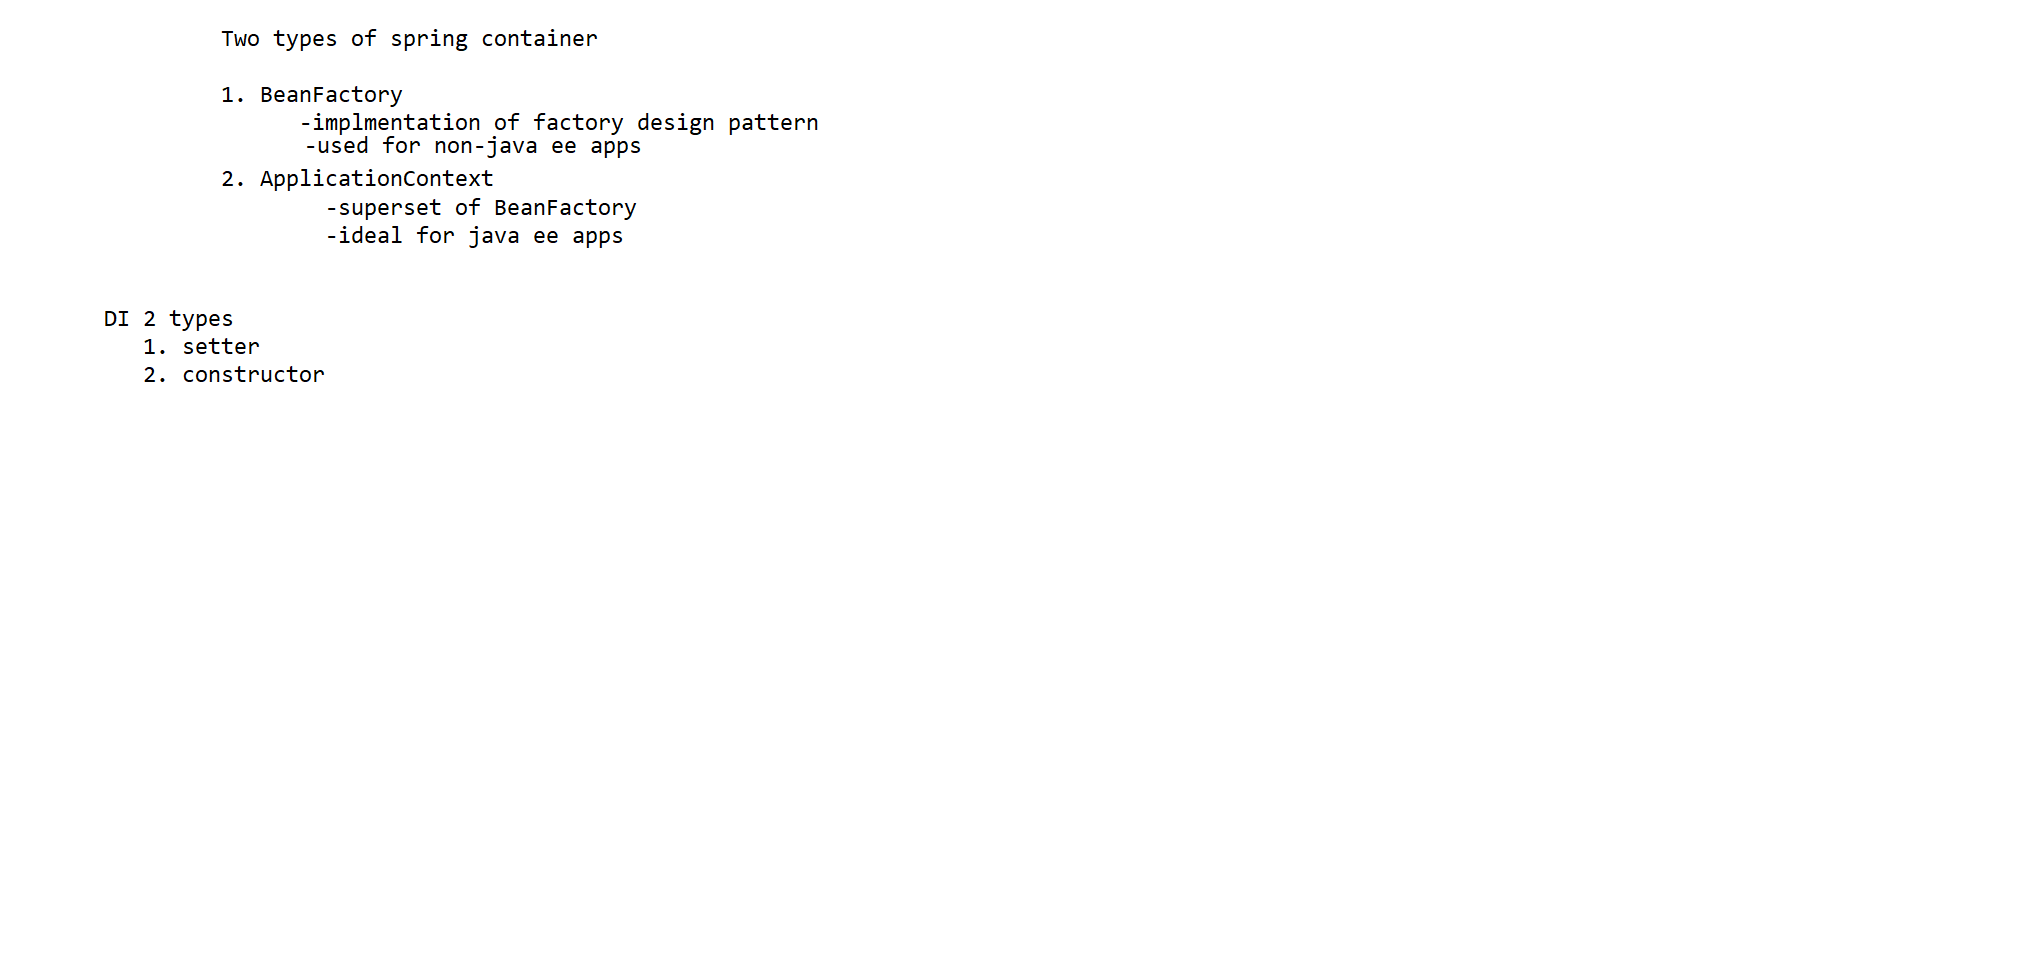 Two types of spring container
1. BeanFactory
-implmentation of factory design pattern
-used for non-java ee apps
2. ApplicationContext
-superset of BeanFactory
-ideal for java ee apps
DI 2 types
1. setter
2. constructor